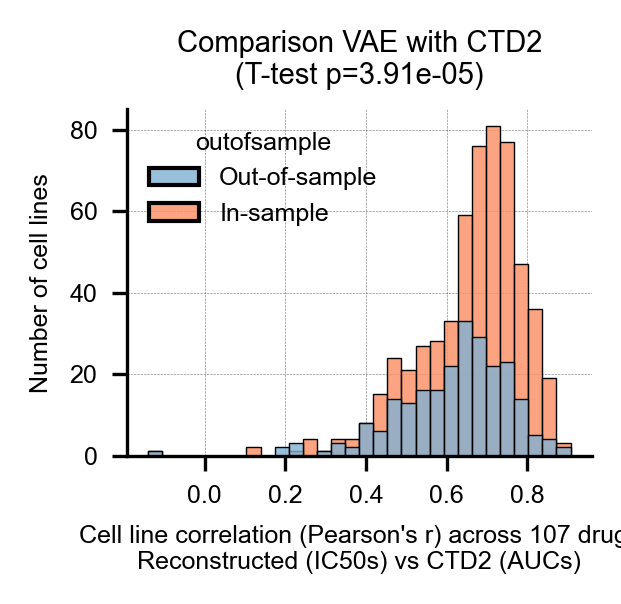 Comparison VAE with CTD2
(T-test p=3.91e-05)
outofsample
Out-of-sample
In-sample
Number of cell lines
80
60
40
20
0
0.0 0.2 0.4 0.6 0.8
Cell line correlation (Pearson's r) across 107 drug
Reconstructed (IC50s) vs CTD2 (AUCs)